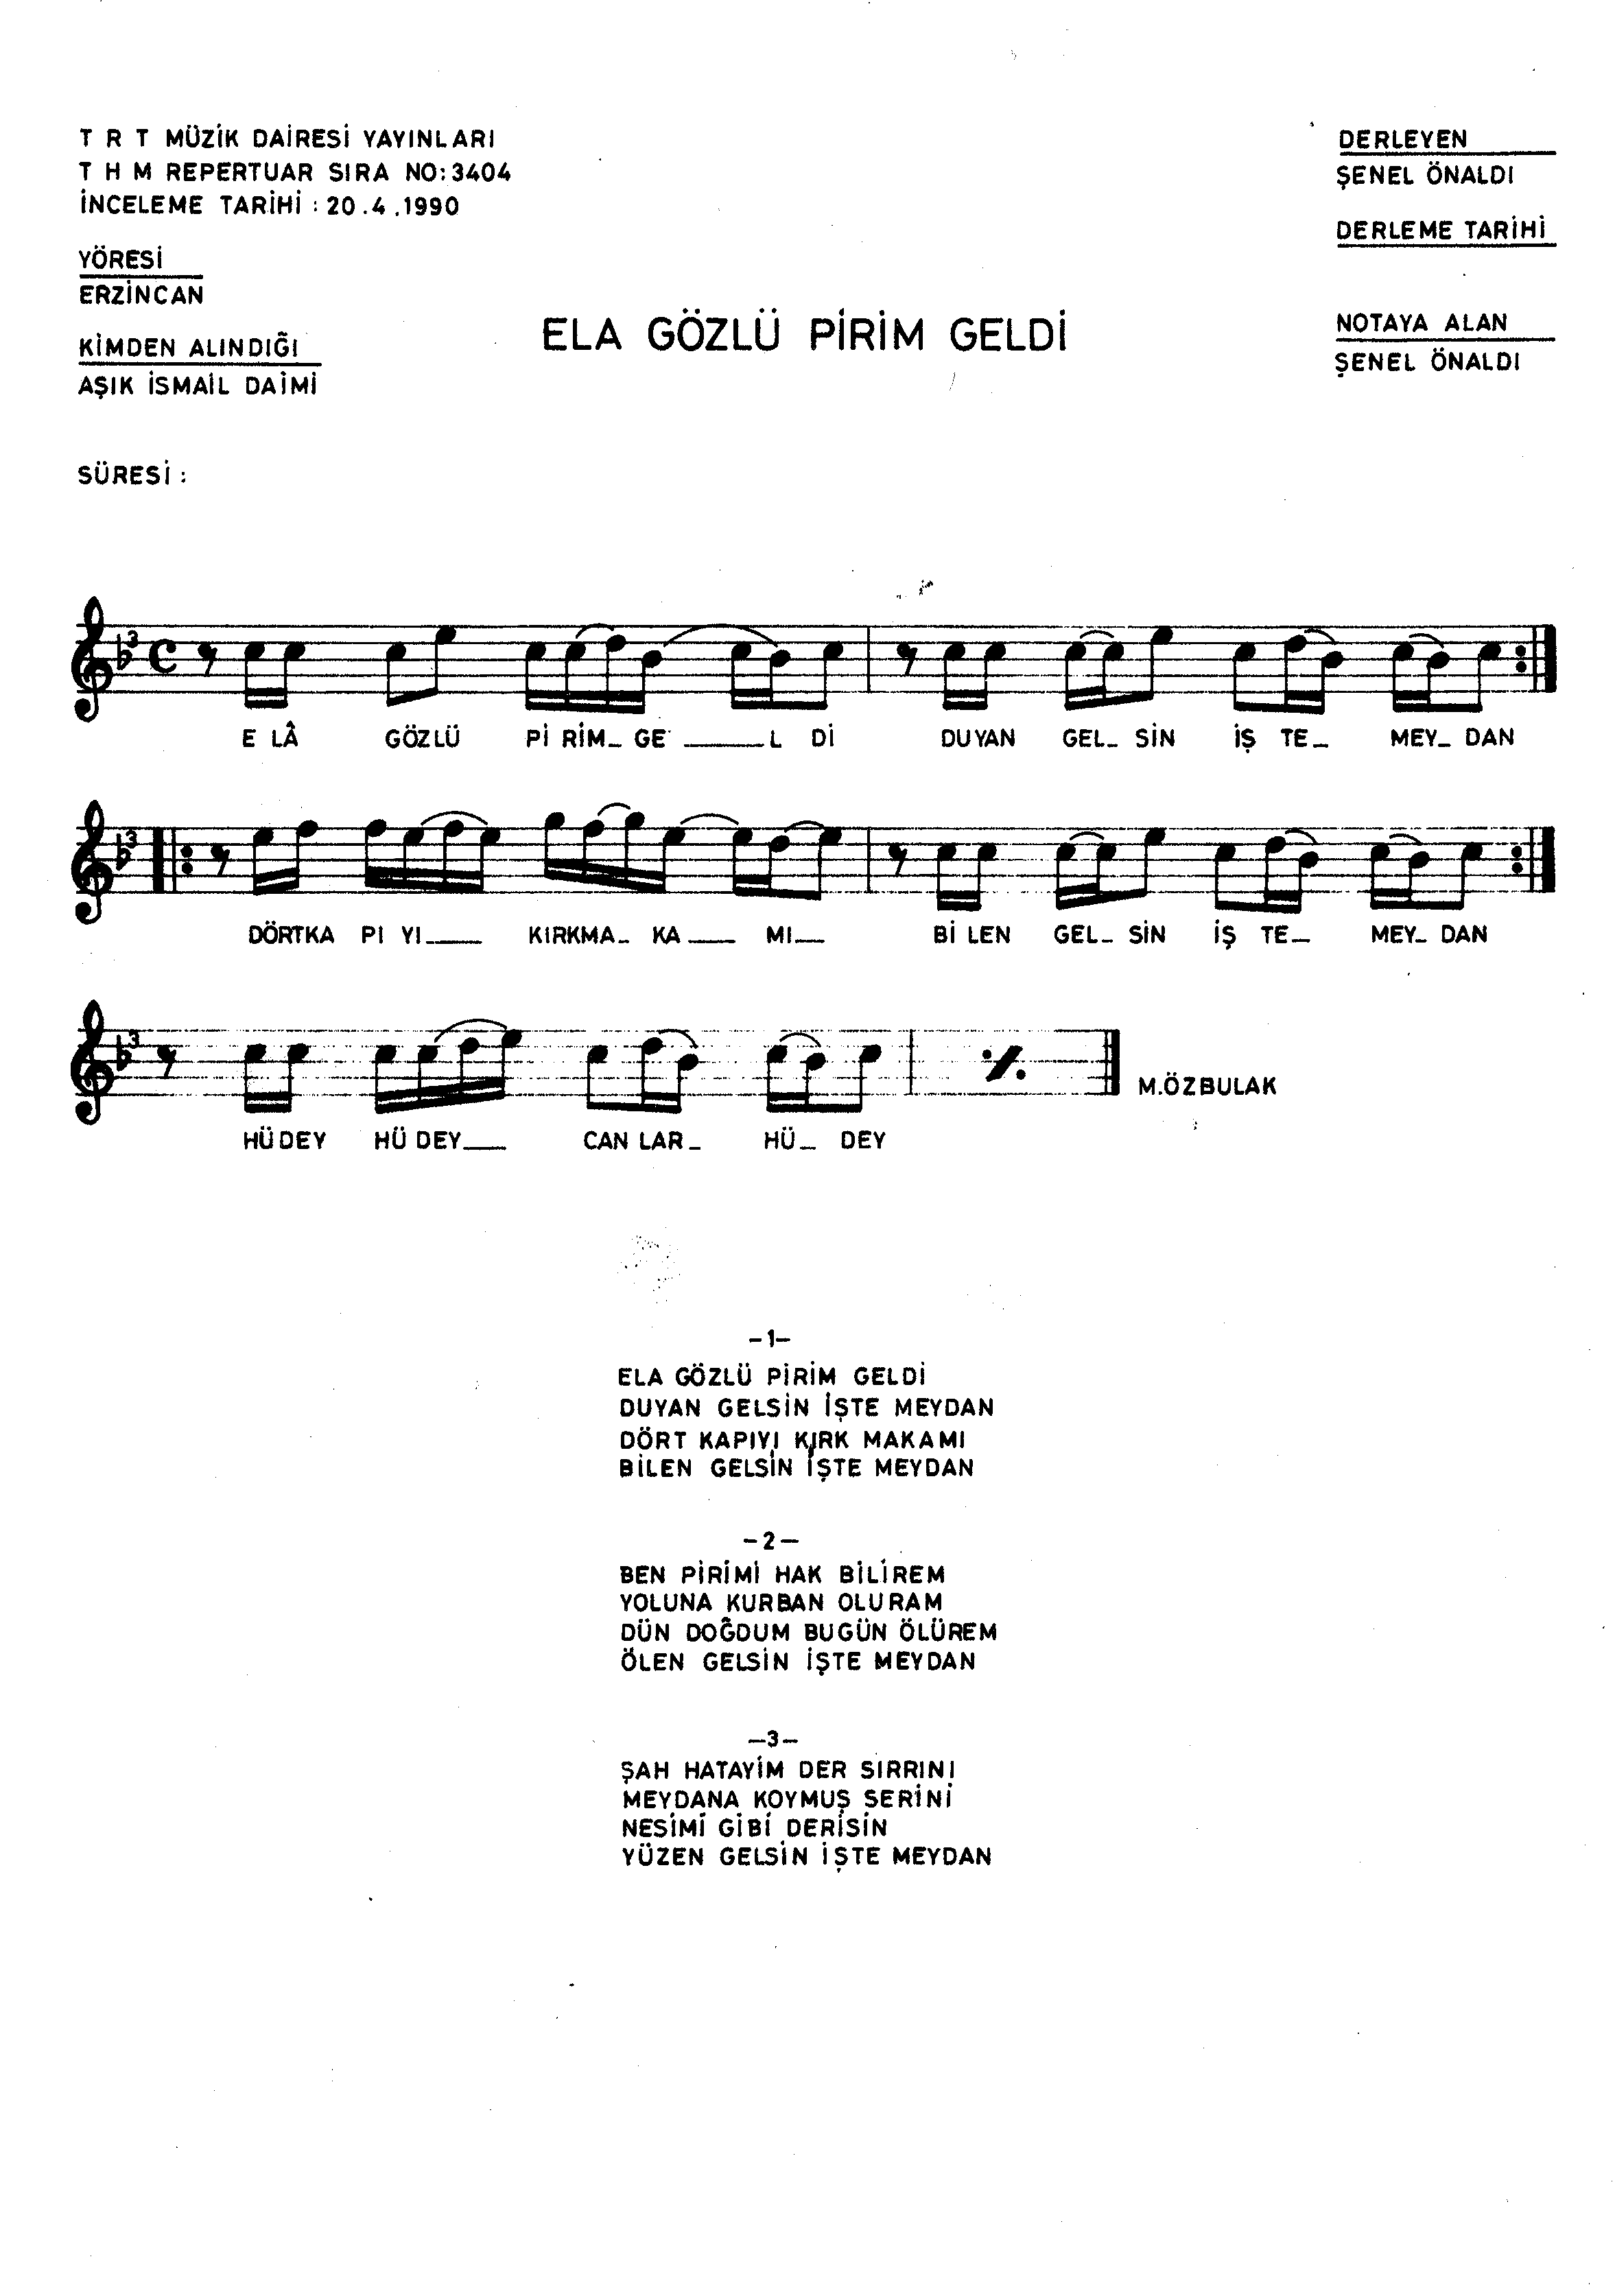 T R T MÜZİK DAİRESİ YAYINLARI
T H M REPERTUAR SIRA NO: 3404
İNCELEME TARİHİ : 20.4.1990
YÖRESİ
ERZİNCAN
KİMDEN ALINDIĞI
AŞIK İSMAİL DAİMİ
SÜRESİ :
ELA GÖZLÜ PİRİM GELDİ
DERLEYEN
ŞENEL ÖNALDI
DERLEME TARİHİ
NOTAYA ALAN
ŞENEL ÖNALDI
3
E LÂ GÖZLÜ Pİ RİM_ GE ____L Dİ DUYAN GEL_ SİN İŞ TE_ MEY_ DAN
3
DÖRTKA PI YI___ KIRKMA_ KA___ MI__ Bİ LEN GEL_ SİN İŞ TE_ MEY_ DAN
3
HÜDEY HÜ DEY___ CAN LAR_ HÜ_ DEY
M.ÖZBULAK
-1-
ELA GÖZLÜ PİRİM GELDİ
DUYAN GELSİN İŞTE MEYDAN
DÖRT KAPIYI KIRK MAKAMI
BİLEN GELSİN İŞTE MEYDAN
-2-
BEN PİRİMİ HAK BİLİREM
YOLUNA KURBAN OLURAM
DÜN DOĞDUM BUGÜN ÖLÜREM
ÖLEN GELSİN İŞTE MEYDAN
-3-
ŞAH HATAYİM DER SIRRINI
MEYDANA KOYMUŞ SERİNİ
NESİMİ GİBİ DERİSİN
YÜZEN GELSİN İŞTE MEYDAN